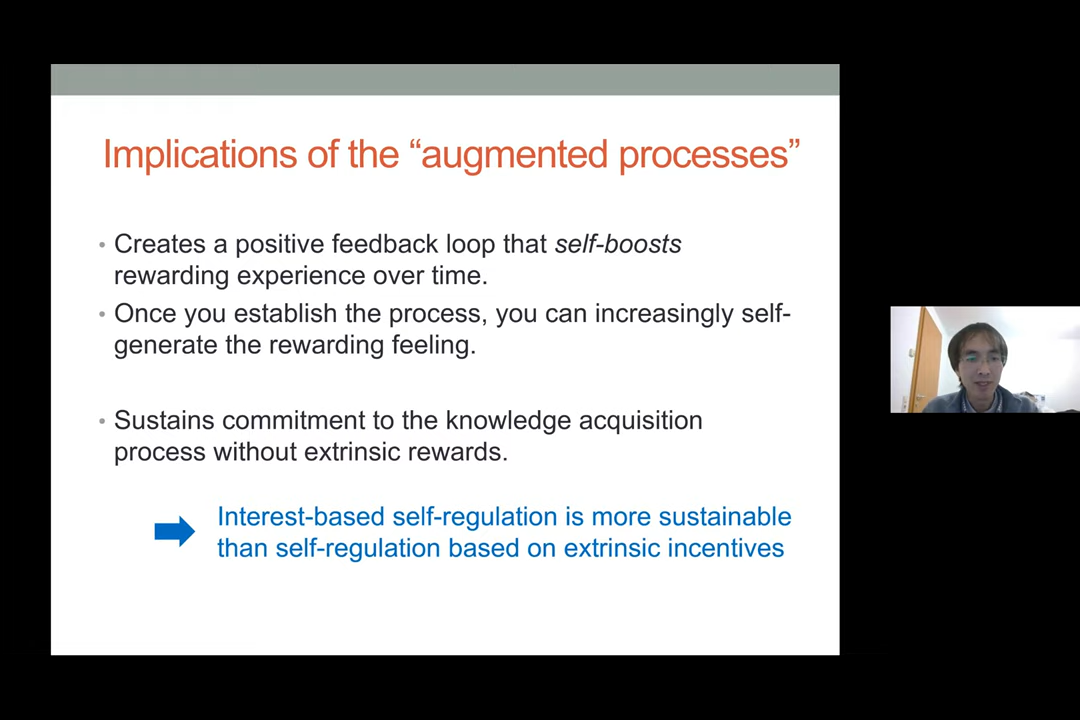 Implications of the “augmented processes”
• Creates a positive feedback loop that self-boosts
rewarding experience over time.
• Once you establish the process, you can increasingly self-
generate the rewarding feeling.
• Sustains commitment to the knowledge acquisition
process without extrinsic rewards.
Interest-based self-regulation is more sustainable
than self-regulation based on extrinsic incentives